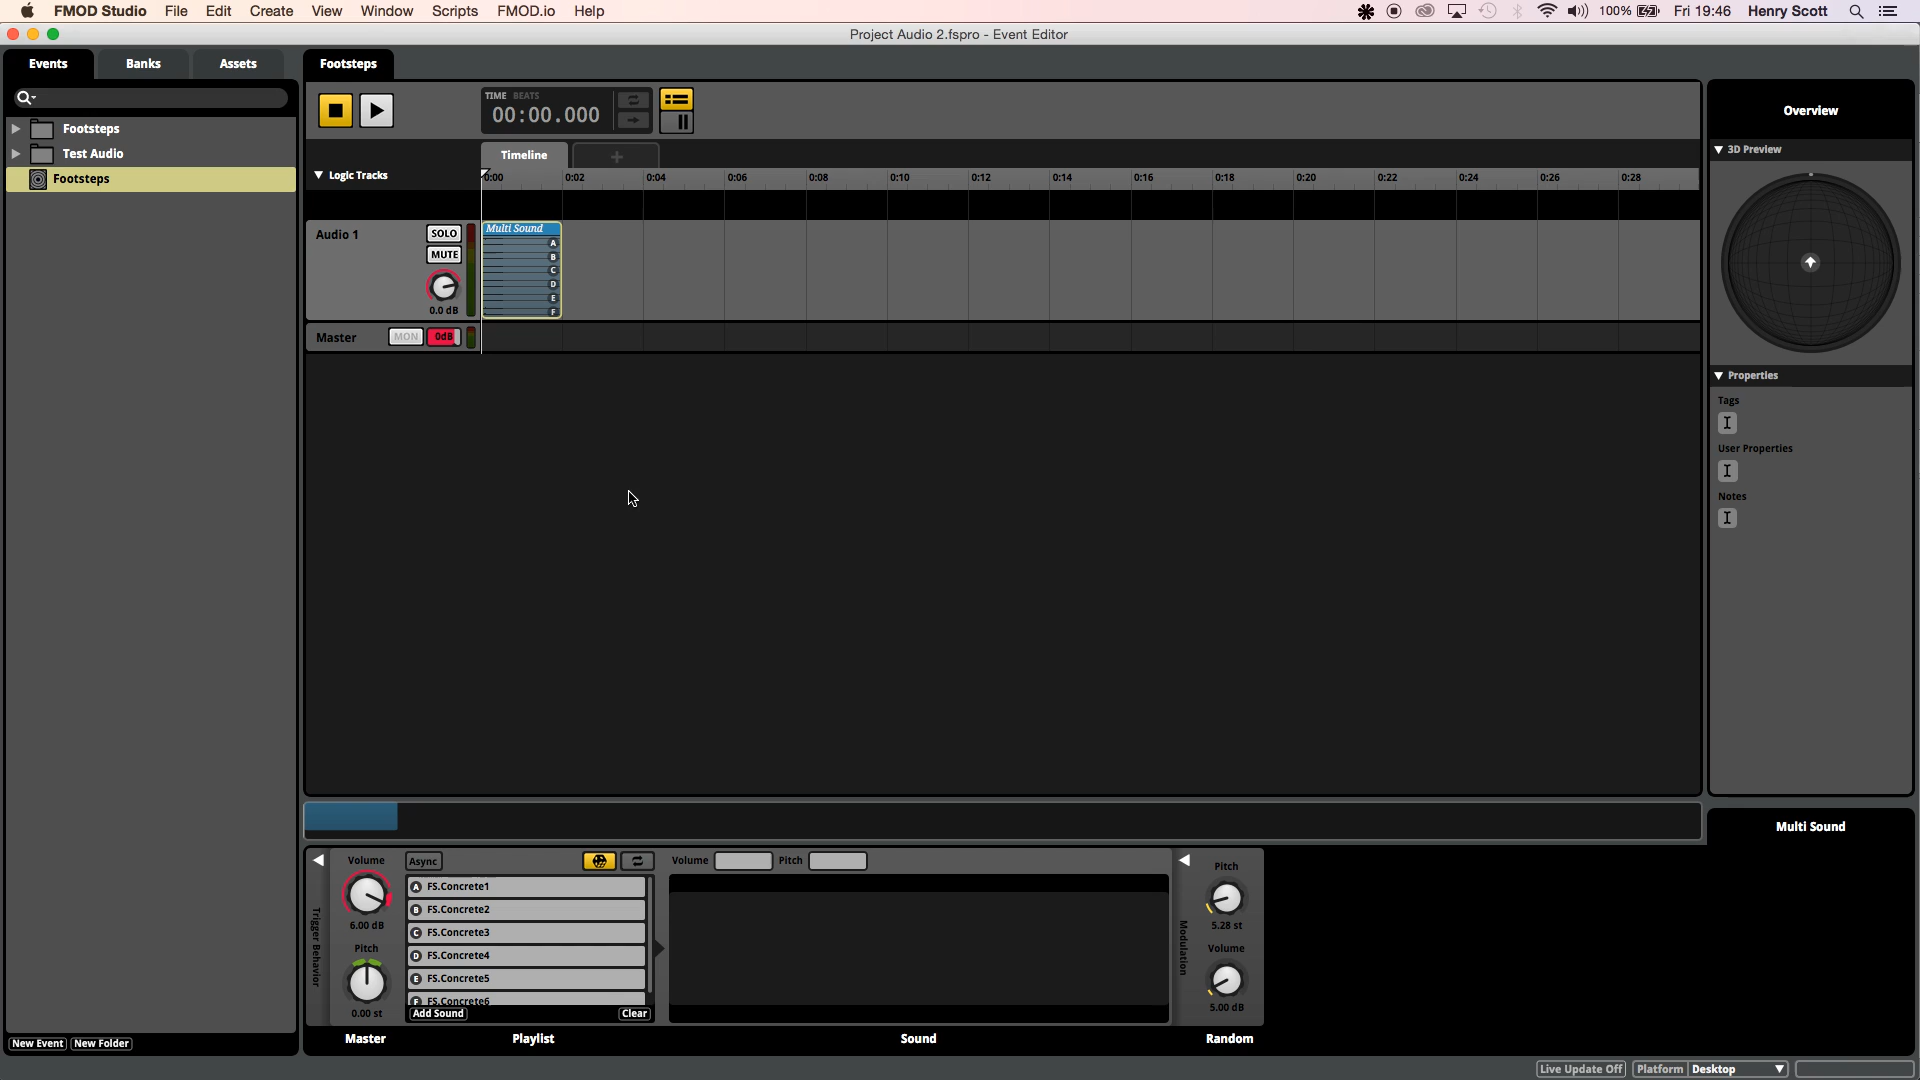 FMOD Studio File Edit Create View Window Scripts FMOD.io Help 100% Fri 19:46 Henry Scott
Project Audio 2.fspro - Event Editor
Events Banks Assets
Footsteps
Footsteps
Test Audio
Footsteps
TIME BEATS
00:00.000
Timeline +
Logic Tracks
0:00 0:02 0:04 0:06 0:08 0:10 0:12 0:14 0:16 0:18 0:20 0:22 0:24 0:26 0:28
Audio 1
SOLO
MUTE
0.0 dB
Multi Sound
A
B
C
D
E
F
Master MON 0dB
Overview
3D Preview
Properties
Tags
User Properties
Notes
Multi Sound
Trigger Behavior
Volume
6.00 dB
Pitch
0.00 st
Master
Async
A FS.Concrete1
B FS.Concrete2
C FS.Concrete3
D FS.Concrete4
E FS.Concrete5
F FS.Concrete6
Add Sound Clear
Playlist
Volume Pitch
Sound
Modulation
Pitch
5.28 st
Volume
5.00 dB
Random
New Event New Folder
Live Update Off Platform Desktop